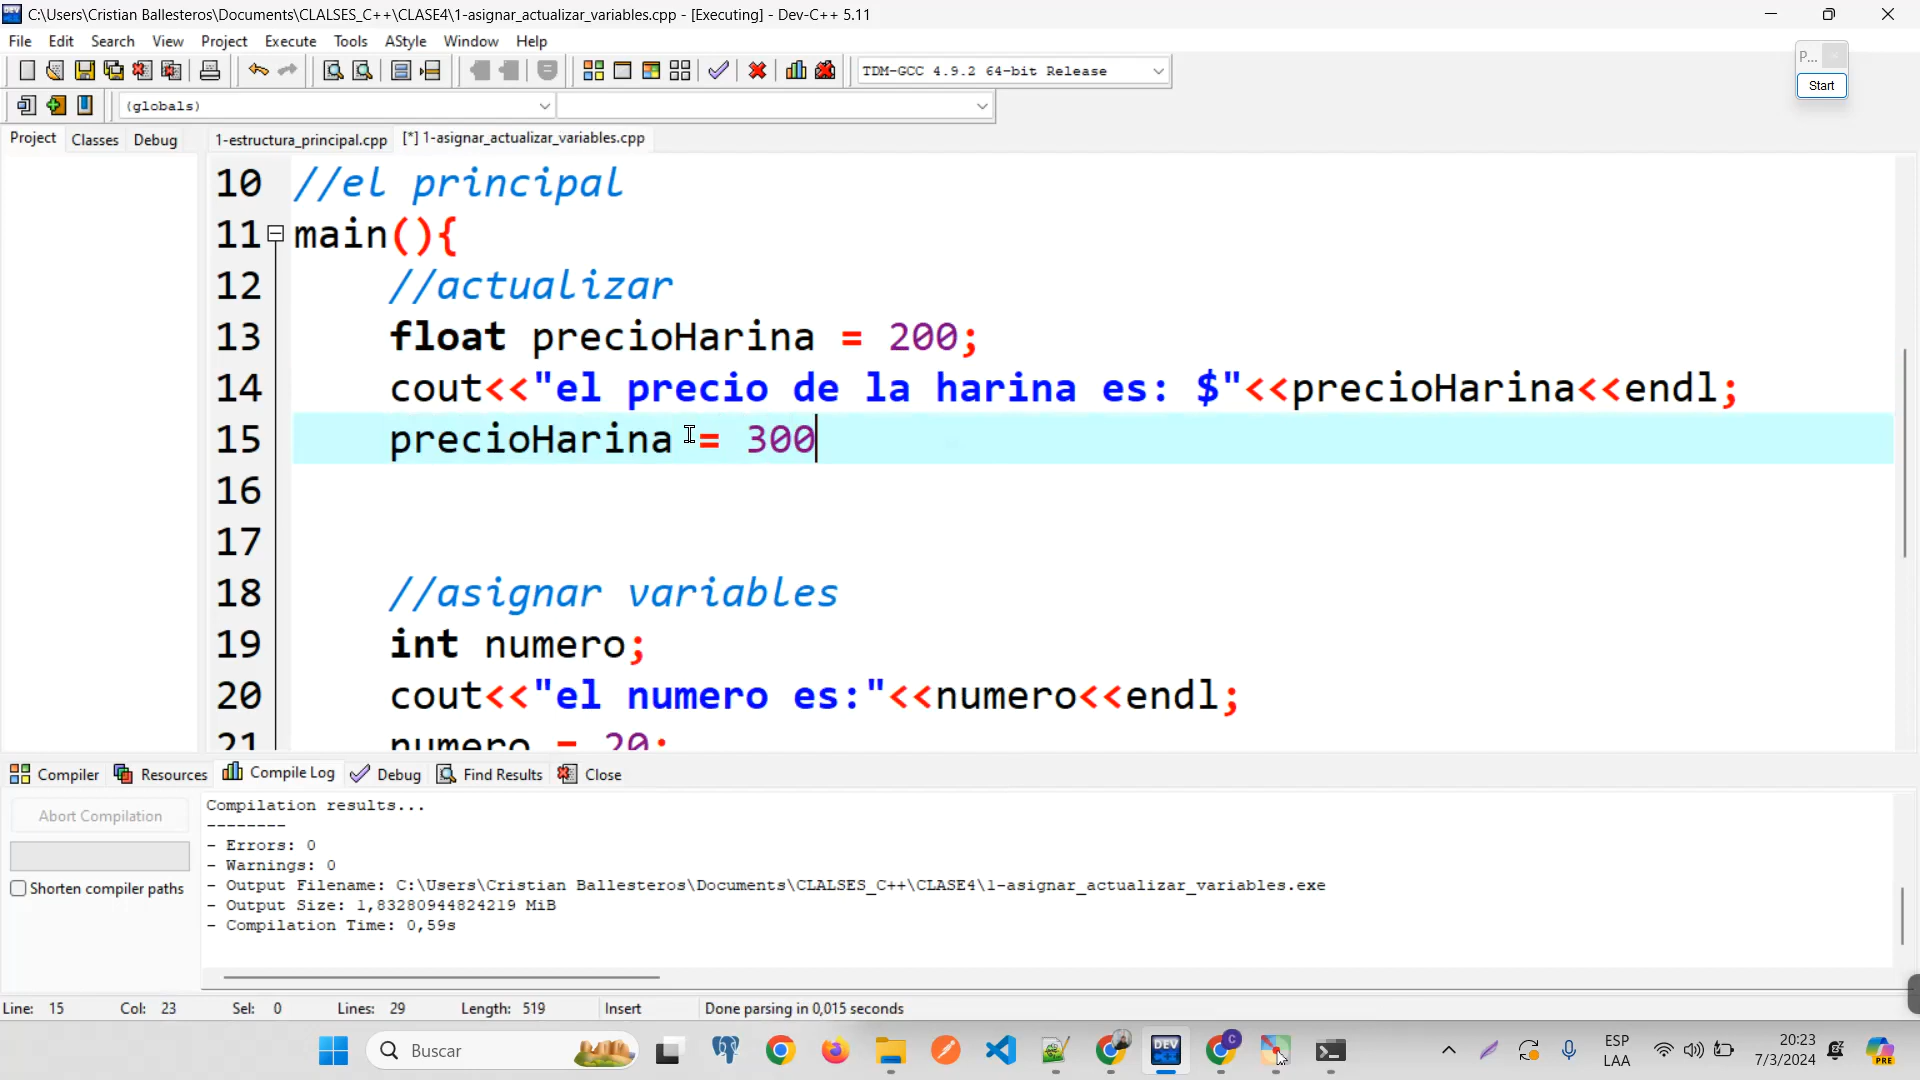 C:\Users\Cristian Ballesteros\Documents\CLALSES_C++\CLASE4\1-asignar_actualizar_variables.cpp - [Executing] - Dev-C++ 5.11
File Edit Search View Project Execute Tools AStyle Window Help
P...
TDM-GCC 4.9.2 64-bit Release
Start
(globals)
Project Classes Debug 1-estructura_principal.cpp [*] 1-asignar_actualizar_variables.cpp
10 //el principal
11 main(){
12 //actualizar
13 float precioHarina = 200;
14 cout<<"el precio de la harina es: $"<<precioHarina<<endl;
15 precioHarina = 300
16
17
18 //asignar variables
19 int numero;
20 cout<<"el numero es:"<<numero<<endl;
21 numero = 20;
Compiler Resources Compile Log Debug Find Results Close
Abort Compilation
Shorten compiler paths
Compilation results...
--------
- Errors: 0
- Warnings: 0
- Output Filename: C:\Users\Cristian Ballesteros\Documents\CLALSES_C++\CLASE4\1-asignar_actualizar_variables.exe
- Output Size: 1,83280944824219 MiB
- Compilation Time: 0,59s
Line: 15 Col: 23 Sel: 0 Lines: 29 Length: 519 Insert Done parsing in 0,015 seconds
Buscar
DEV
C
ESP
LAA
20:23
7/3/2024
PRE